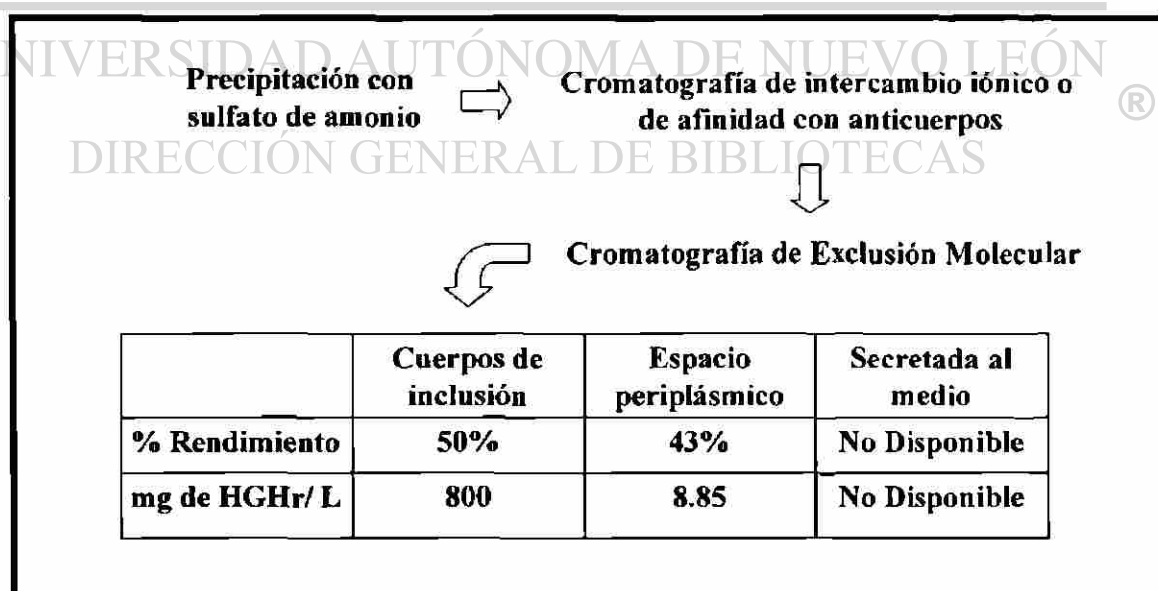 UNIVERSIDAD AUTÓNOMA DE NUEVO LEÓN
®
Precipitación con
sulfato de amonio
Cromatografía de intercambio iónico o
de afinidad con anticuerpos
DIRECCIÓN GENERAL DE BIBLIOTECAS
Cromatografía de Exclusión Molecular
Cuerpos de
inclusión
Espacio
periplásmico
Secretada al
medio
% Rendimiento 50% 43% No Disponible
mg de HGHr/ L 800 8.85 No Disponible